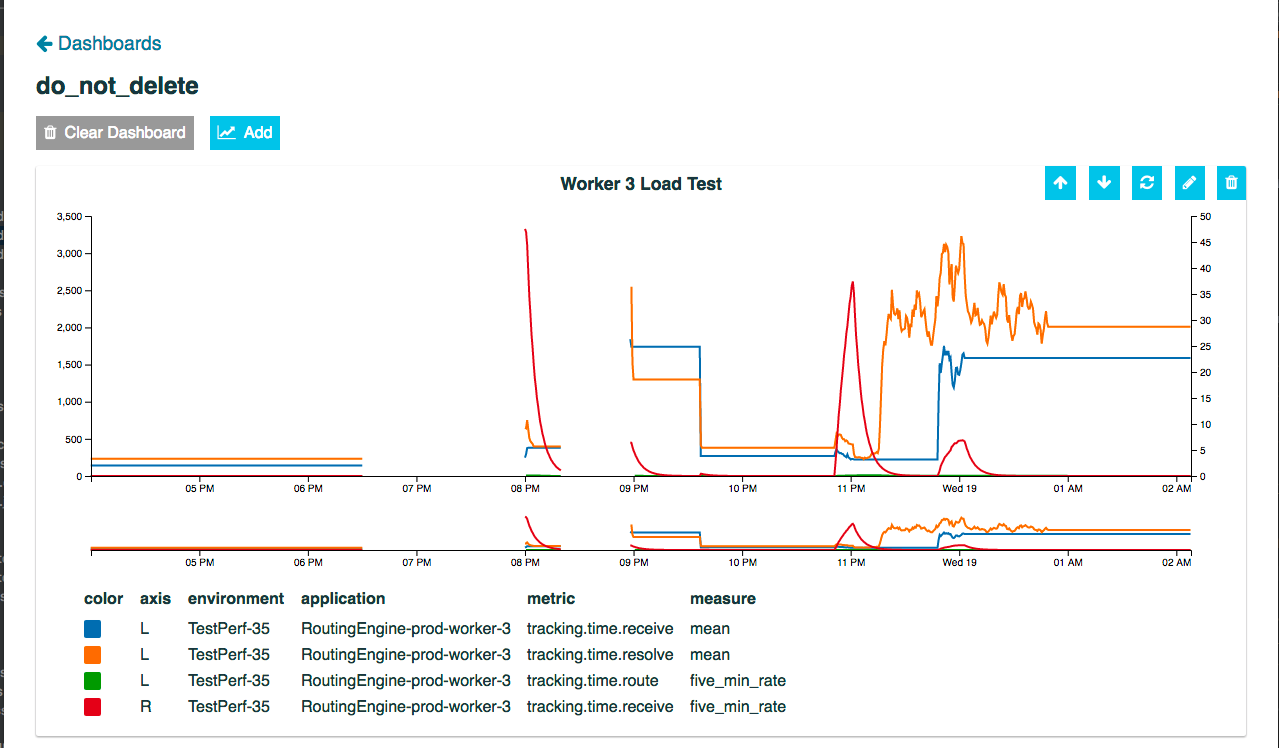 Dashboards
do_not_delete
Clear Dashboard Add
Worker 3 Load Test
3,500 50
45
3,000 40
2,500 35
2,000 30
25
1,500 20
1,000 15
10
500 5
0 0
05 PM 06 PM 07 PM 08 PM 09 PM 10 PM 11 PM Wed 19 01 AM 02 AM
05 PM 06 PM 07 PM 08 PM 09 PM 10 PM 11 PM Wed 19 01 AM 02 AM
color axis environment application metric measure
L TestPerf-35 RoutingEngine-prod-worker-3 tracking.time.receive mean
L TestPerf-35 RoutingEngine-prod-worker-3 tracking.time.resolve mean
L TestPerf-35 RoutingEngine-prod-worker-3 tracking.time.route five_min_rate
R TestPerf-35 RoutingEngine-prod-worker-3 tracking.time.receive five_min_rate